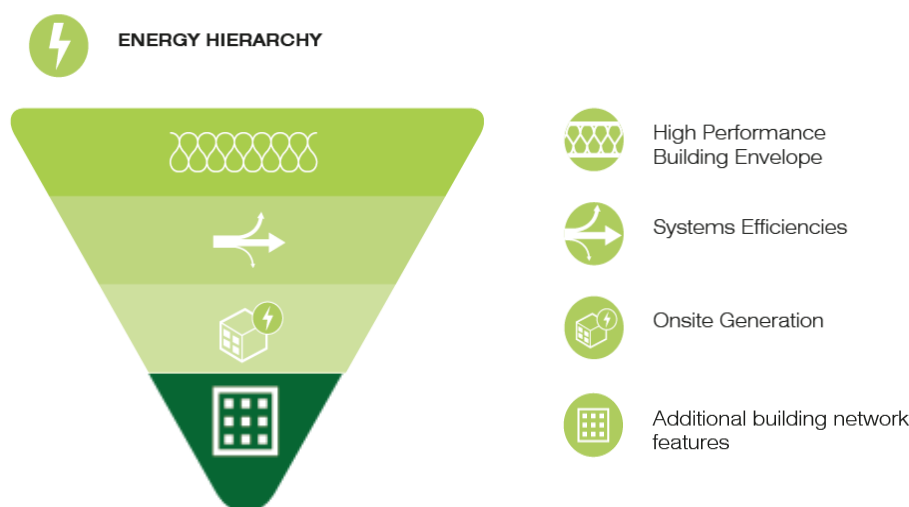 ENERGY HIERARCHY
High Performance
Building Envelope
Systems Efficiencies
Onsite Generation
Additional building network
features